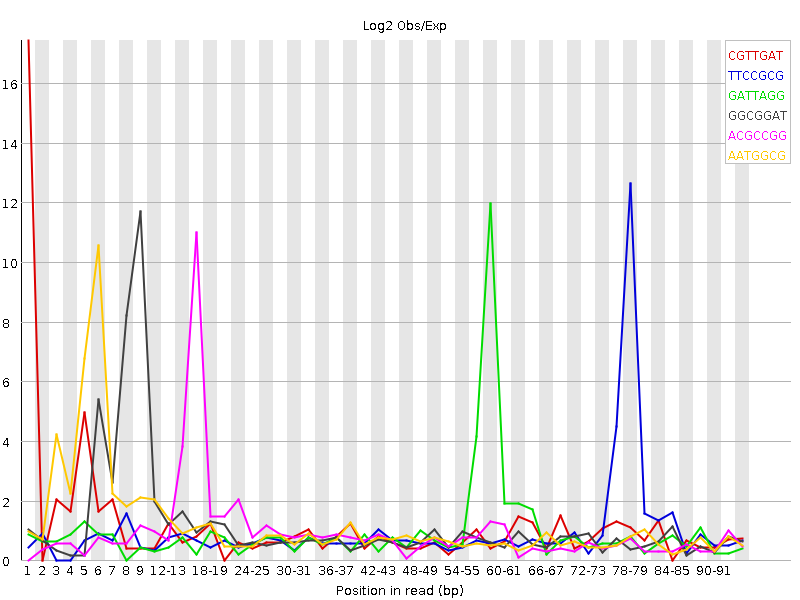 Log2 Obs/Exp
CGTTGAT
TTCCGCG
GATTAGG
GGCGGAT
ACGCCGG
AATGGCG
16
14
12
10
8
6
4
2
0
1 2 3 4 5 6 7 8 9 12-13 18-19 24-25 30-31 36-37 42-43 48-49 54-55 60-61 66-67 72-73 78-79 84-85 90-91
Position in read (bp)